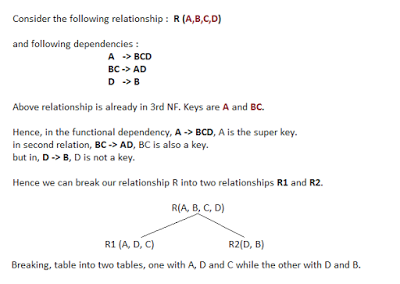 Consider the following relationship : R (A,B,C,D)
and following dependencies :
A -> BCD
BC -> AD
D -> B
Above relationship is already in 3rd NF. Keys are A and BC.
Hence, in the functional dependency, A -> BCD, A is the super key.
in second relation, BC -> AD, BC is also a key.
but in, D -> B, D is not a key.
Hence we can break our relationship R into two relationships R1 and R2.
R(A, B, C, D)
R1 (A, D, C) R2(D, B)
Breaking, table into two tables, one with A, D and C while the other with D and B.